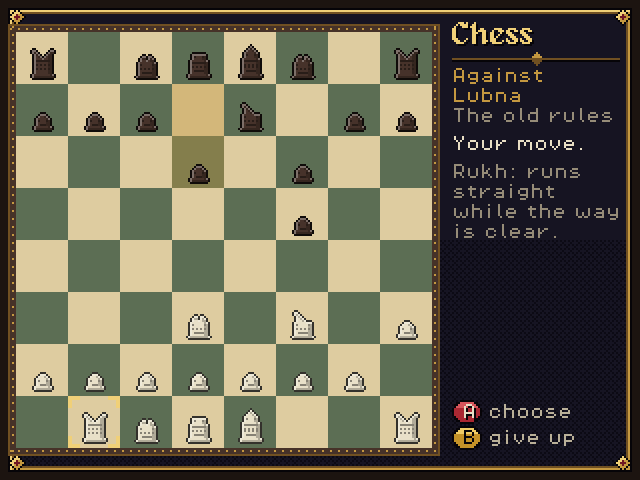 Chess
Against
Lubna
The old rules
Your move.
Rukh: runs
straight
while the way
is clear.
A choose
B give up